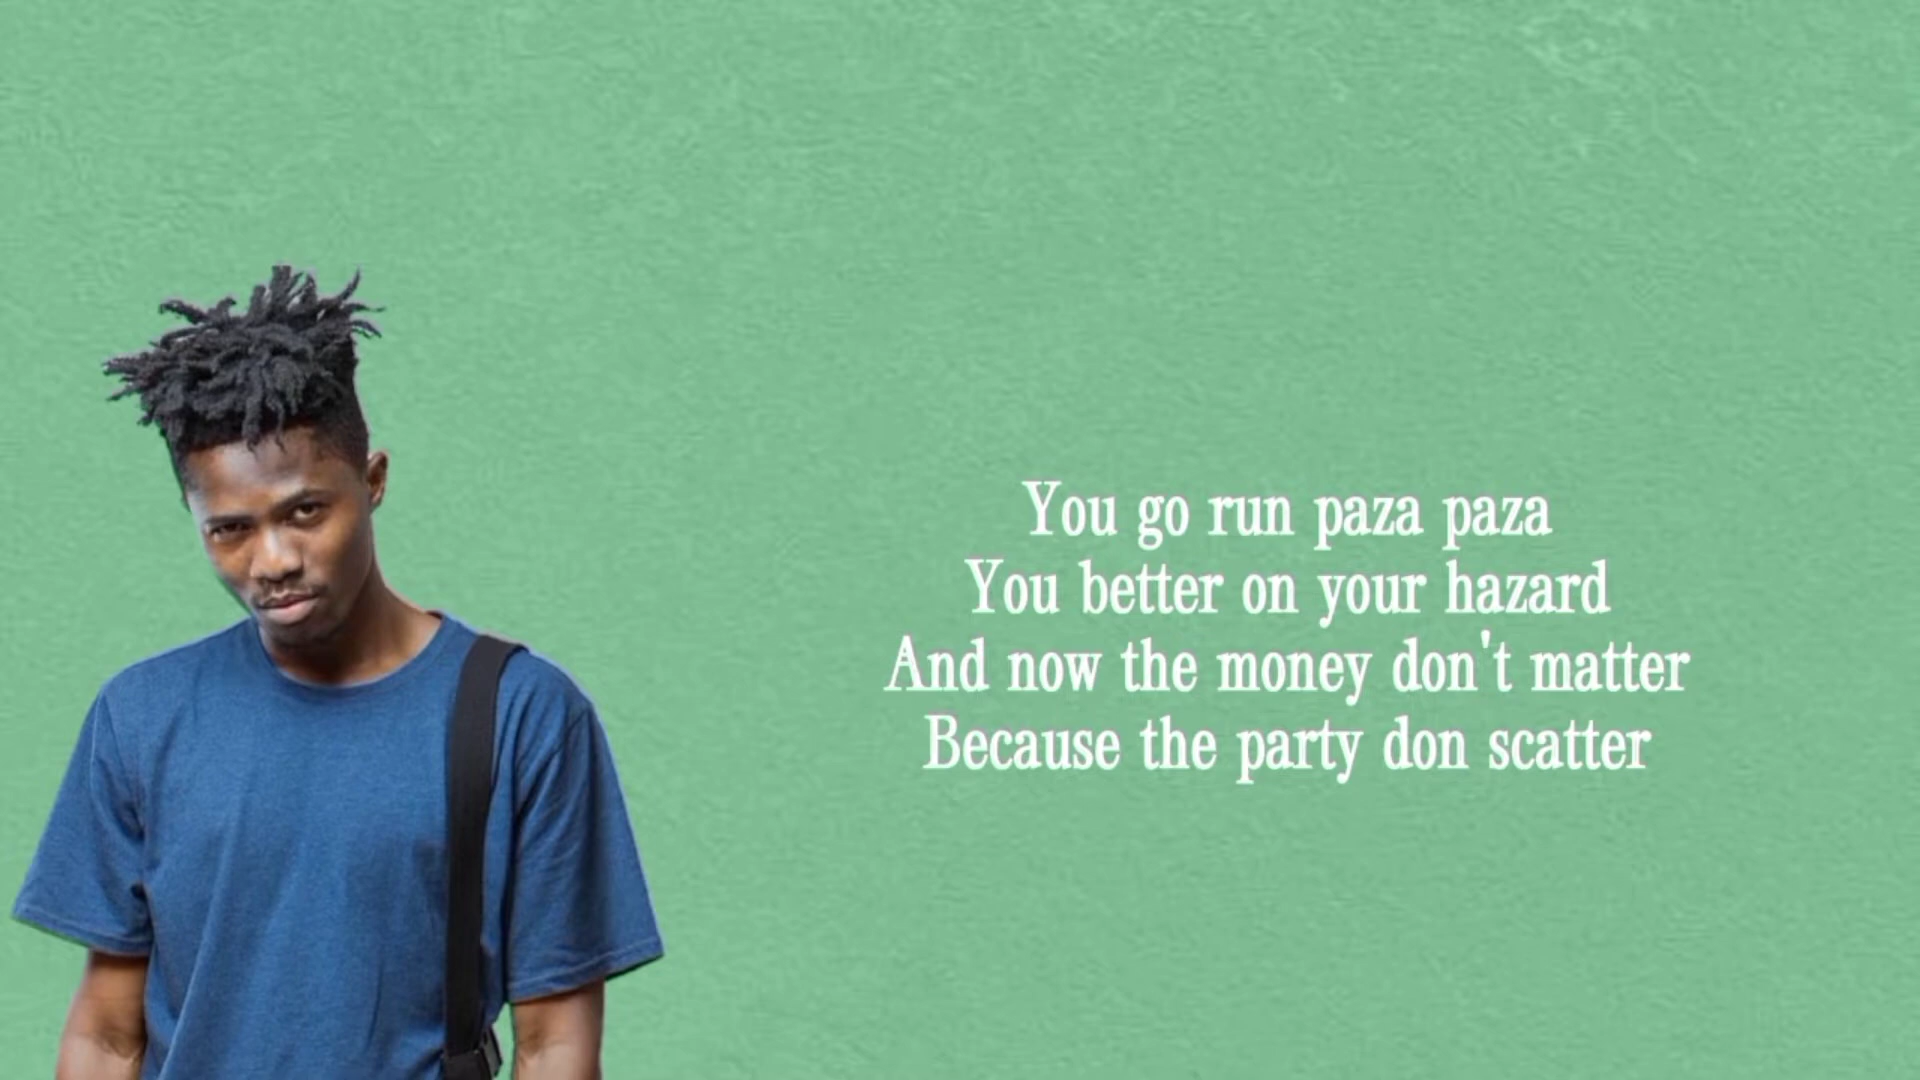 You go run paza paza
You better on your hazard
And now the money don't matter
Because the party don scatter